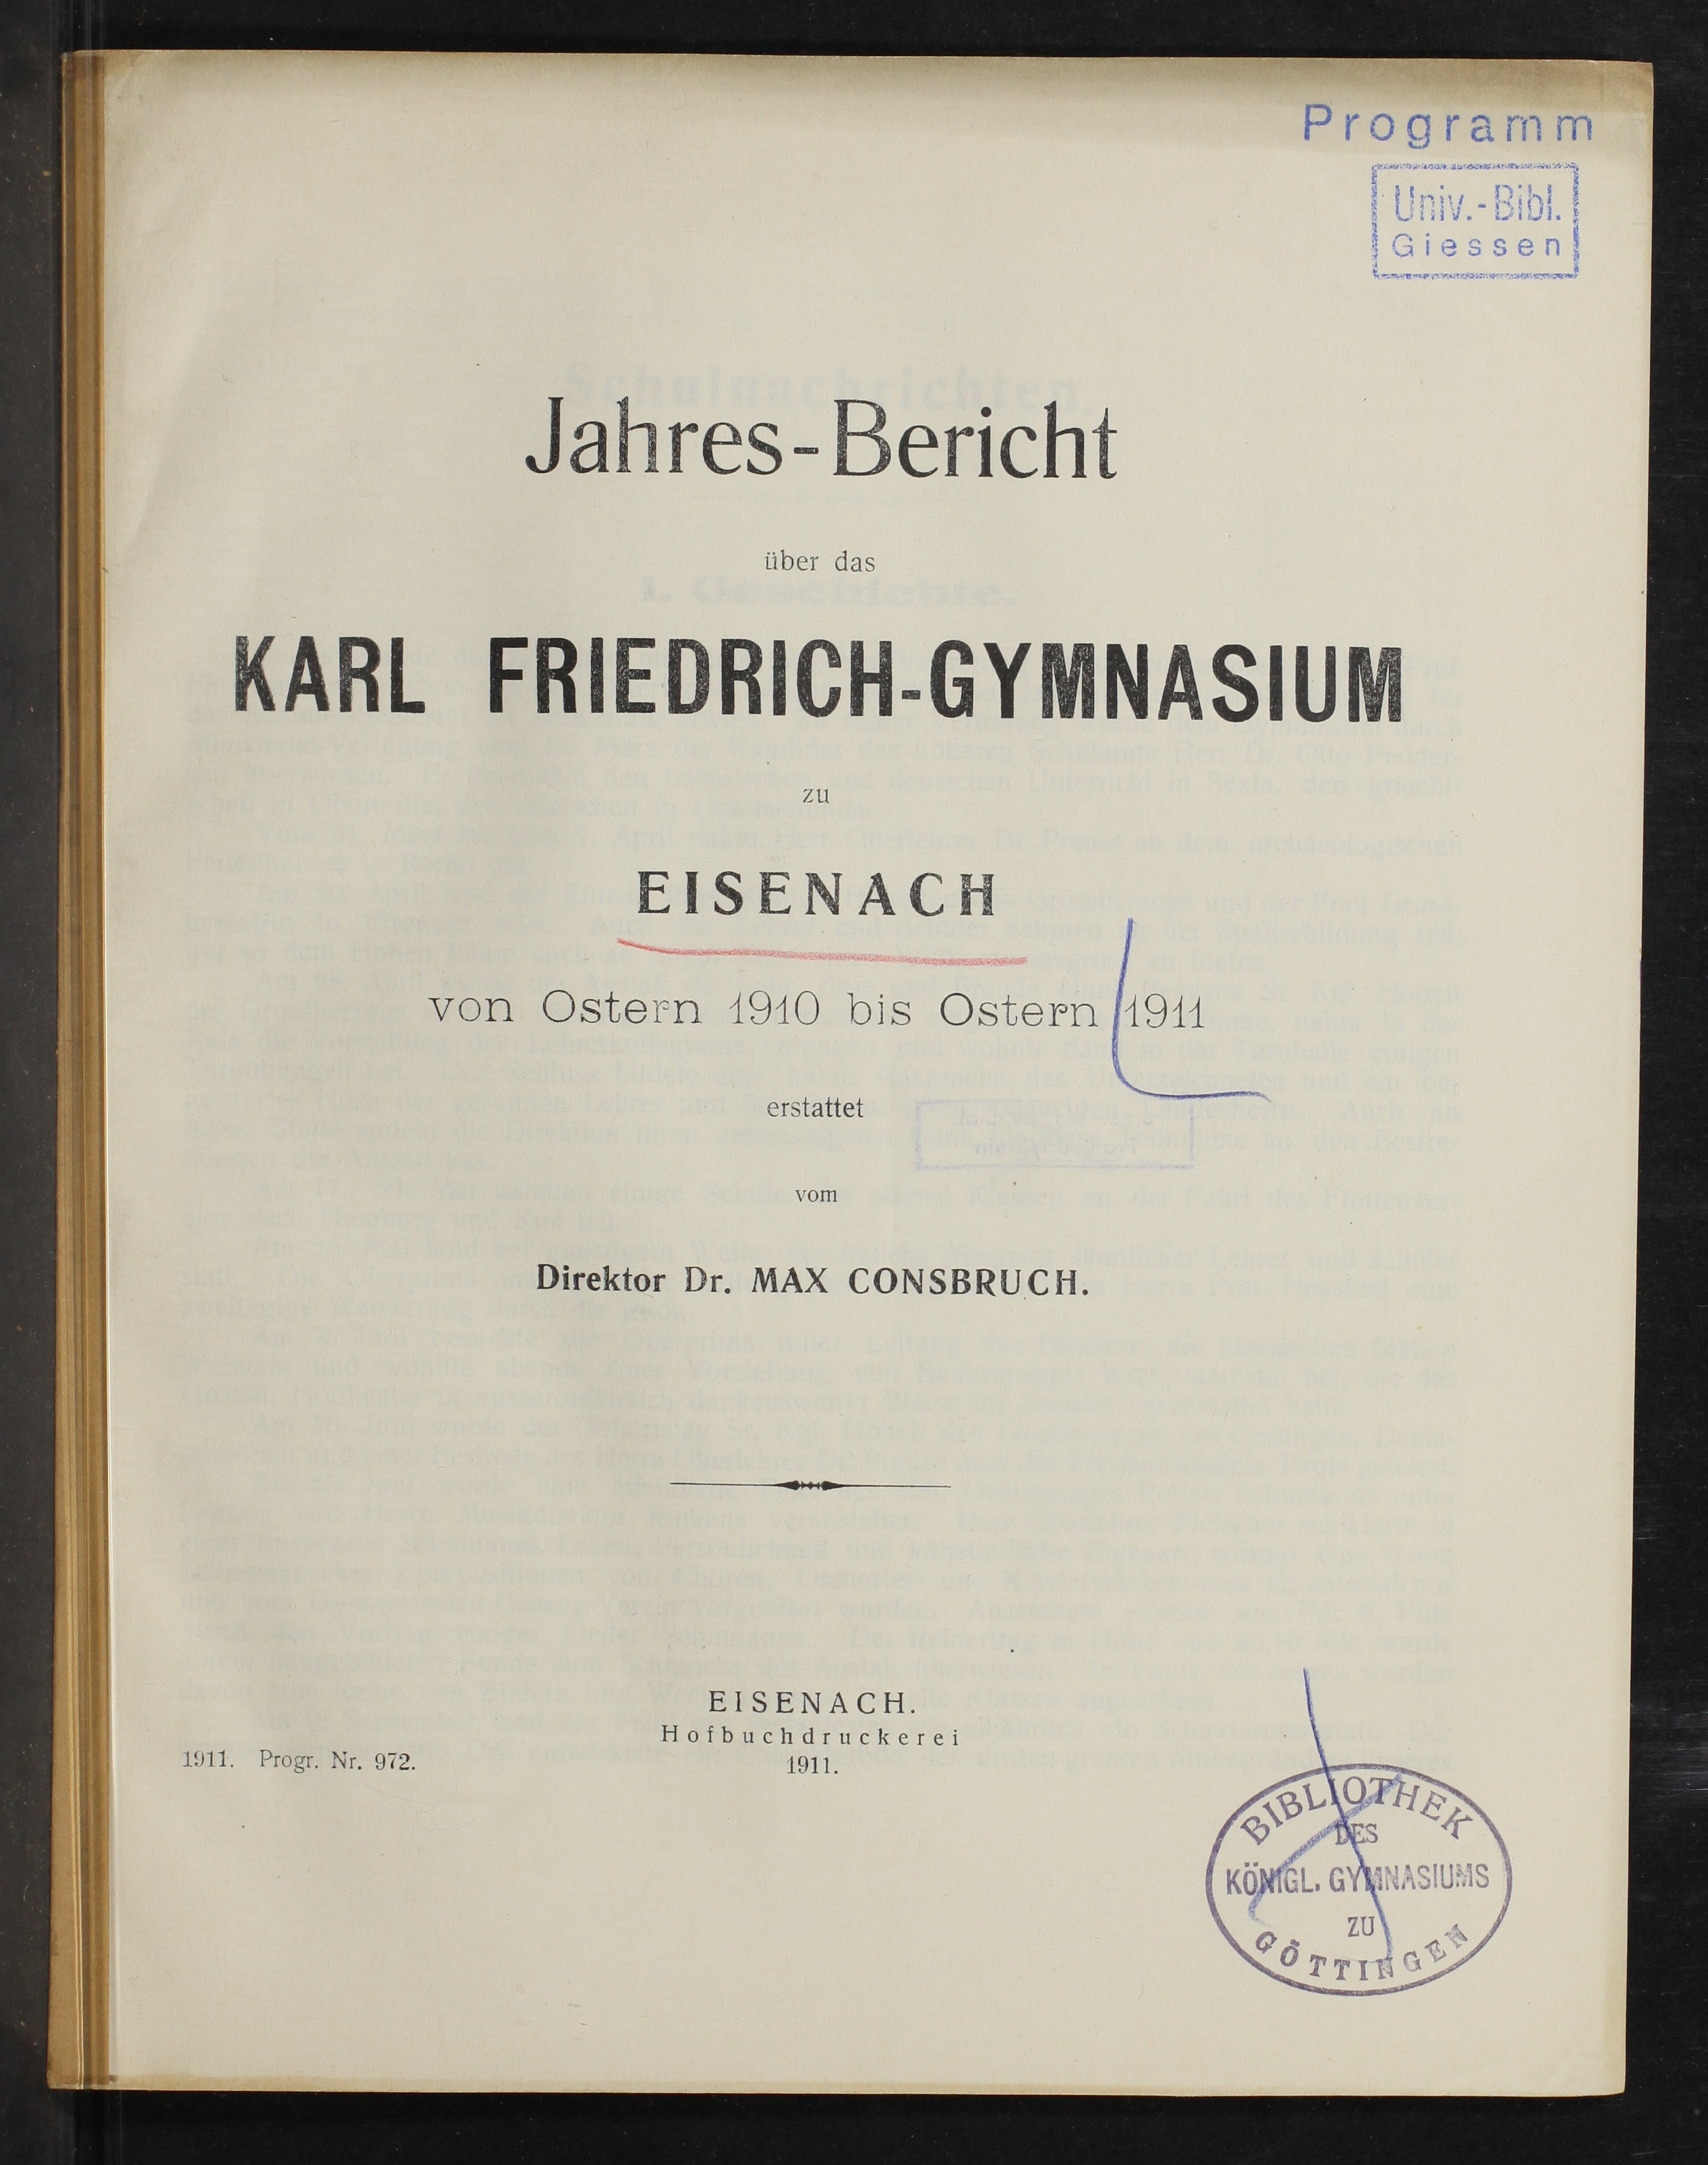 Programm
Univ.-Bibl.
Giessen
Jahres-Bericht
über das
KARL FRIEDRICH-GYMNASIUM
zu
EISENACH
von Ostern 1910 bis Ostern 1911
erstattet
vom
Direktor Dr. MAX CONSBRUCH.
EISENACH.
Hofbuchdruckerei
1911.
1911. Progr. Nr. 972.
BIBLIOTHEK
DES
KÖNIGL. GYMNASIUMS
ZU
GÖTTINGEN